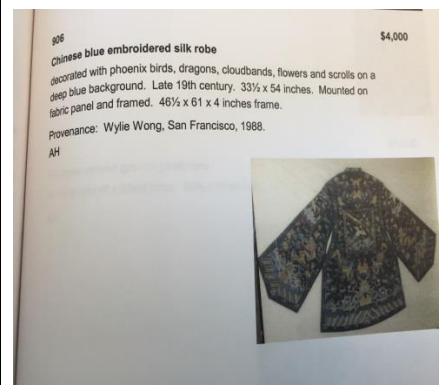 906
$4,000
Chinese blue embroidered silk robe
decorated with phoenix birds, dragons, cloudbands, flowers and scrolls on a
deep blue background. Late 19th century. 33½ x 54 inches. Mounted on
fabric panel and framed. 46½ x 61 x 4 inches frame.
Provenance: Wylie Wong, San Francisco, 1988.
AH